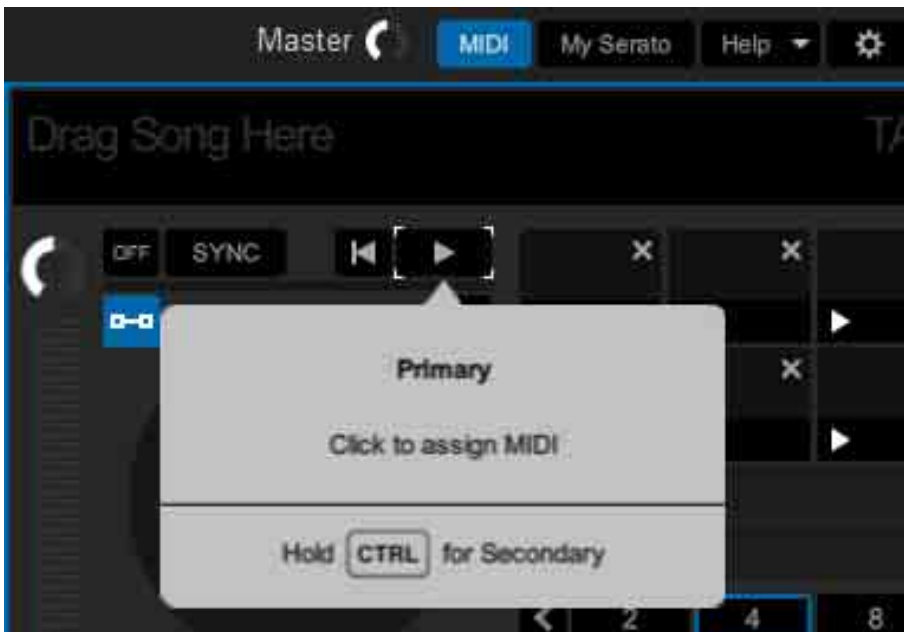 Master MIDI My Serato Help
Drag Song Here TA
OFF SYNC
Primary
Click to assign MIDI
Hold CTRL for Secondary
2 4 8